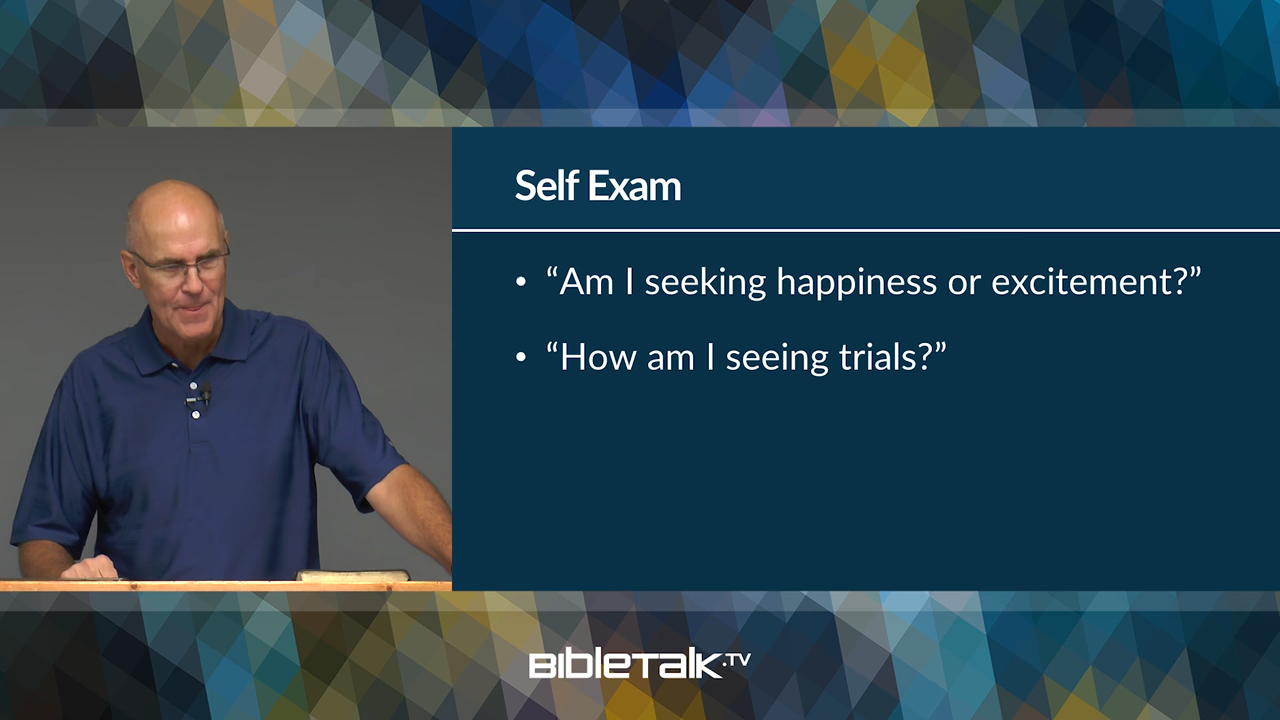 Self Exam
• “Am I seeking happiness or excitement?”
• “How am I seeing trials?”
BIBLETALK.TV